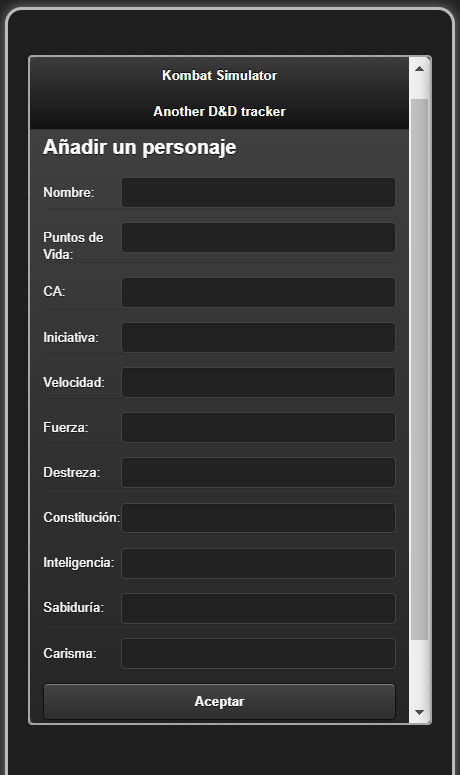 Kombat Simulator
Another D&D tracker
Añadir un personaje
Nombre:
Puntos de
Vida:
CA:
Iniciativa:
Velocidad:
Fuerza:
Destreza:
Constitución:
Inteligencia:
Sabiduría:
Carisma:
Aceptar